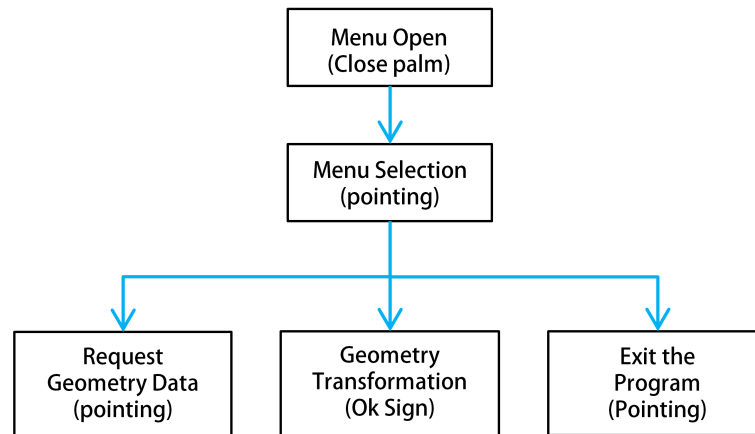 Menu Open
(Close palm)
Menu Selection
(pointing)
Request
Geometry Data
(pointing)
Geometry
Transformation
(Ok Sign)
Exit the
Program
(Pointing)